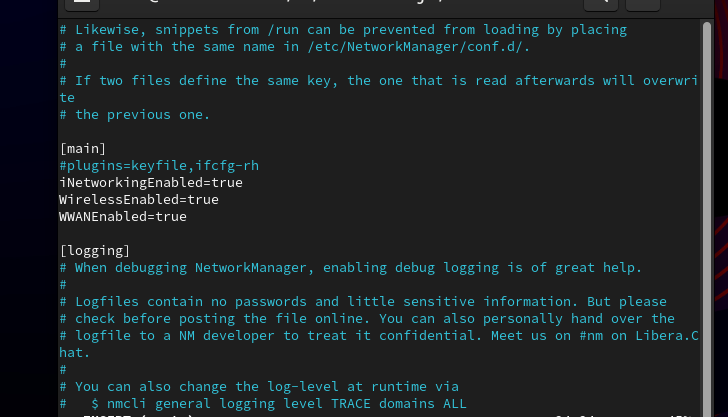 # Likewise, snippets from /run can be prevented from loading by placing
# a file with the same name in /etc/NetworkManager/conf.d/.
#
# If two files define the same key, the one that is read afterwards will overwri
te
# the previous one.
[main]
#plugins=keyfile,ifcfg-rh
iNetworkingEnabled=true
WirelessEnabled=true
WWANEnabled=true
[logging]
# When debugging NetworkManager, enabling debug logging is of great help.
#
# Logfiles contain no passwords and little sensitive information. But please
# check before posting the file online. You can also personally hand over the
# logfile to a NM developer to treat it confidential. Meet us on #nm on Libera.C
hat.
#
# You can also change the log-level at runtime via
#   $ nmcli general logging level TRACE domains ALL